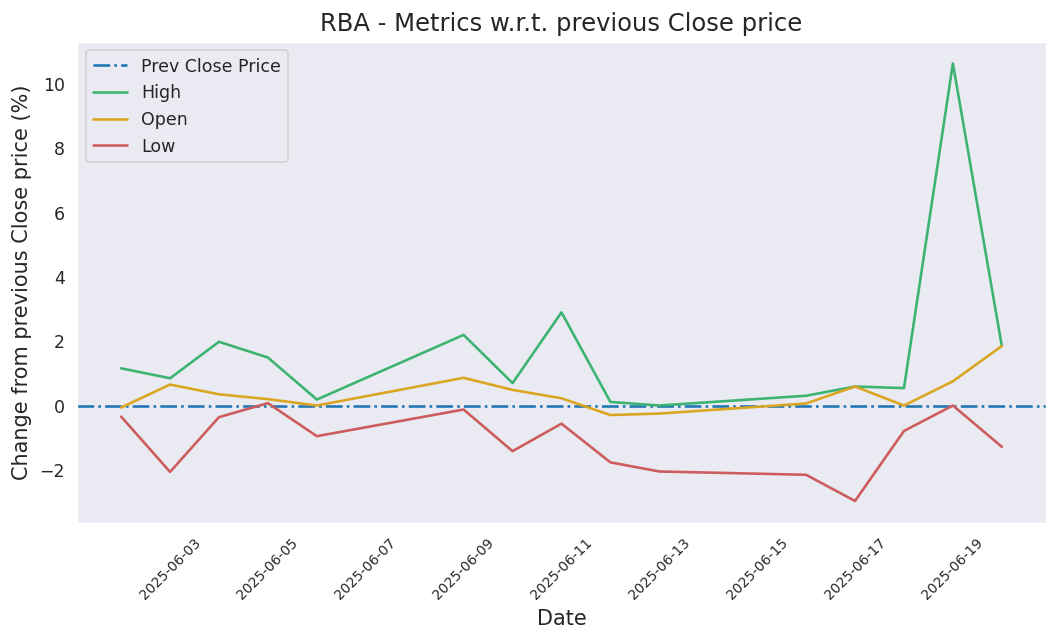 RBA - Metrics w.r.t. previous Close price
Prev Close Price
High
Open
Low
Change from previous Close price (%)
10
8
6
4
2
0
−2
2025-06-03
2025-06-05
2025-06-07
2025-06-09
2025-06-11
2025-06-13
2025-06-15
2025-06-17
2025-06-19
Date